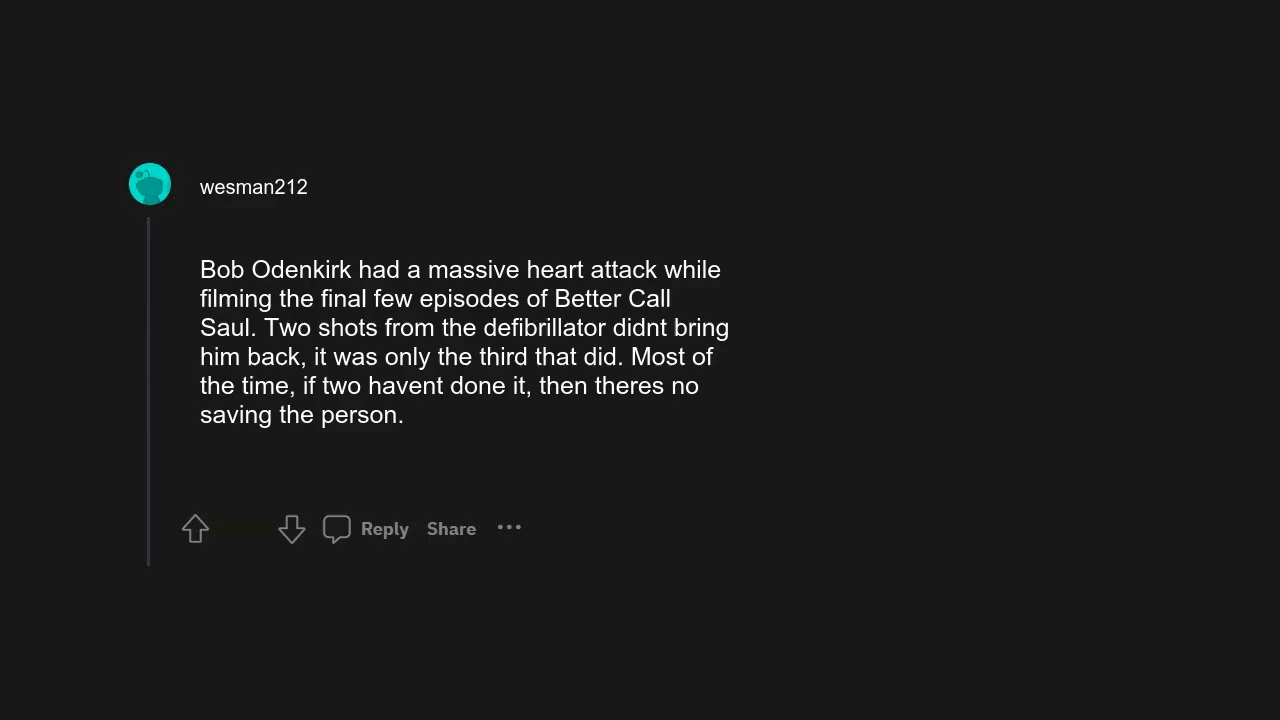 wesman212
Bob Odenkirk had a massive heart attack while
filming the final few episodes of Better Call
Saul. Two shots from the defibrillator didnt bring
him back, it was only the third that did. Most of
the time, if two havent done it, then theres no
saving the person.
Reply Share